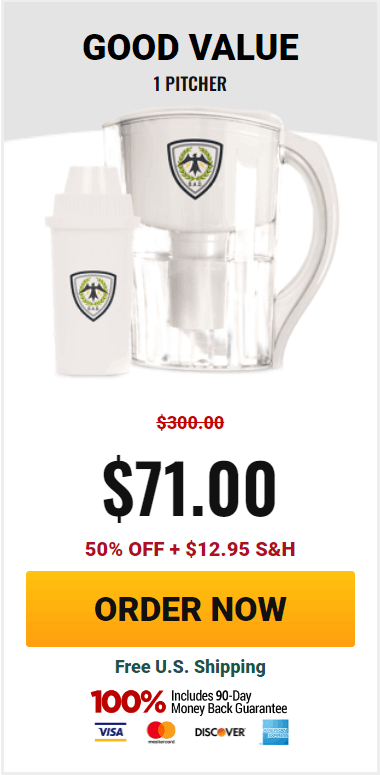 GOOD VALUE
1 PITCHER
$300.00
$71.00
50% OFF + $12.95 S&H
ORDER NOW
Free U.S. Shipping
100% Includes 90-Day
Money Back Guarantee
VISA
mastercard
DISCOVER